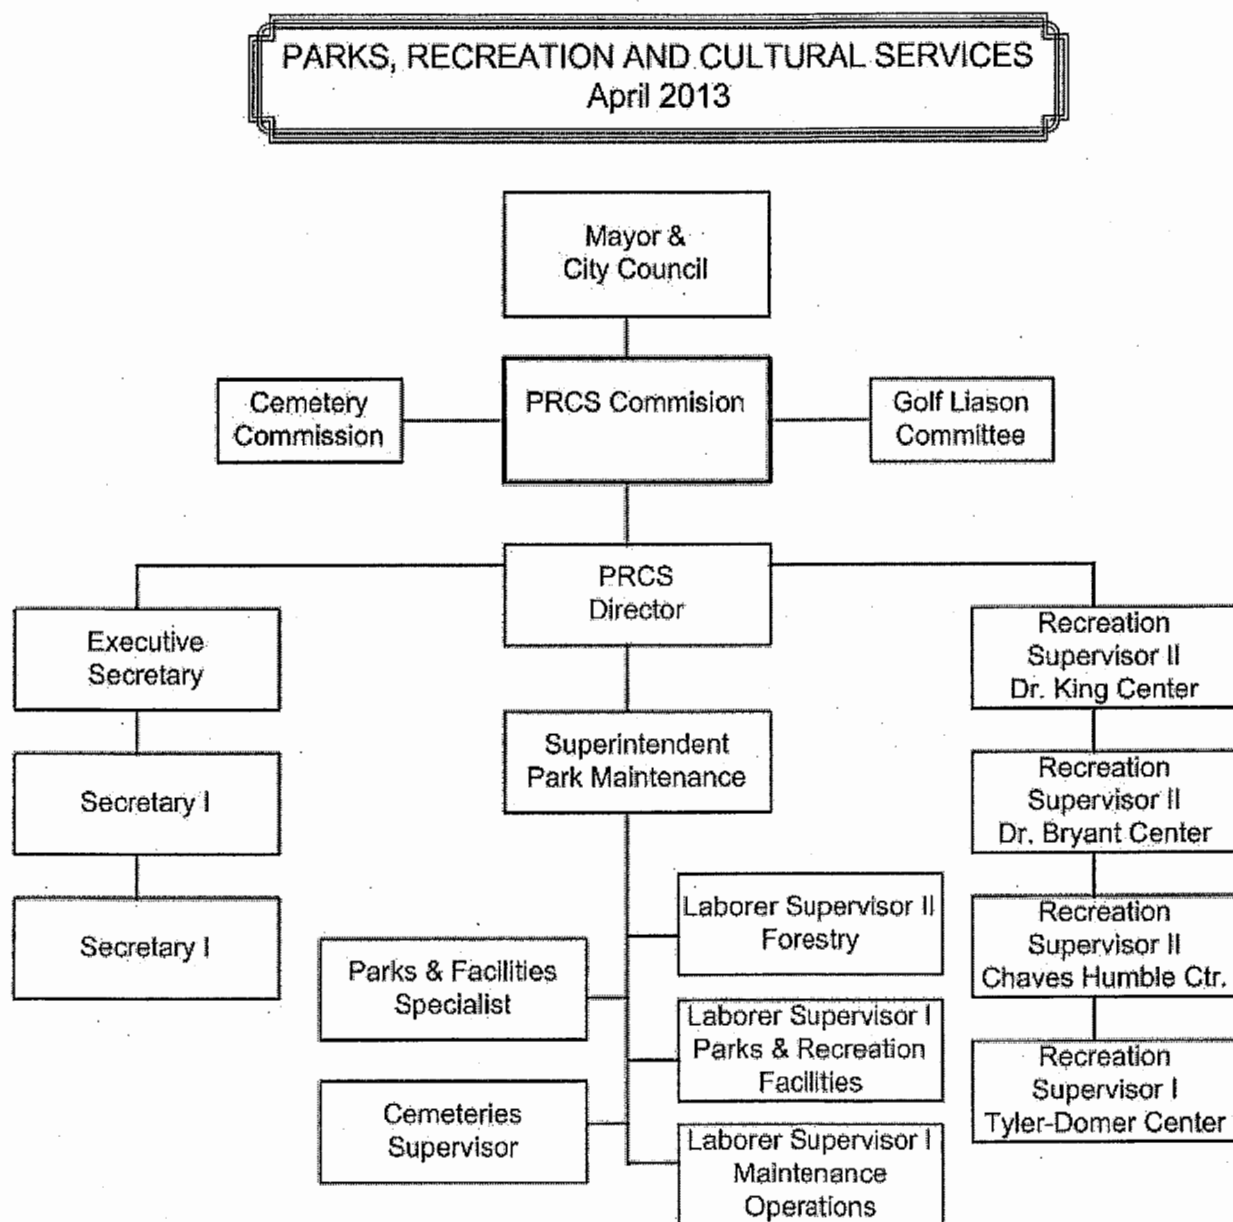 PARKS, RECREATION AND CULTURAL SERVICES
April 2013
Mayor &
City Council
Cemetery
Commission
PRCS Commision
Golf Liason
Committee
PRCS
Director
Executive
Secretary
Secretary I
Secretary I
Superintendent
Park Maintenance
Parks & Facilities
Specialist
Cemeteries
Supervisor
Laborer Supervisor II
Forestry
Laborer Supervisor I
Parks & Recreation
Facilities
Laborer Supervisor I
Maintenance
Operations
Recreation
Supervisor II
Dr. King Center
Recreation
Supervisor II
Dr. Bryant Center
Recreation
Supervisor II
Chaves Humble Ctr.
Recreation
Supervisor I
Tyler-Domer Center